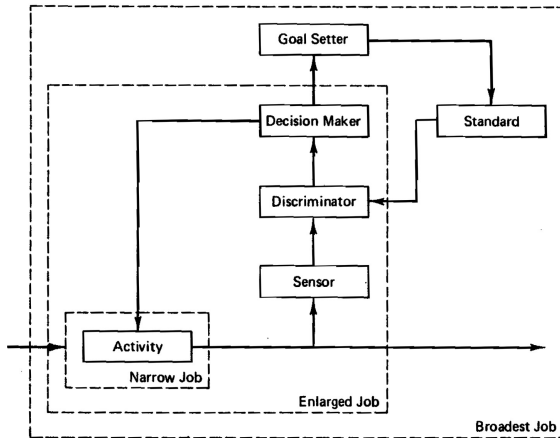 Goal Setter
Decision Maker
Standard
Discriminator
Sensor
Activity
Narrow Job
Enlarged Job
Broadest Job